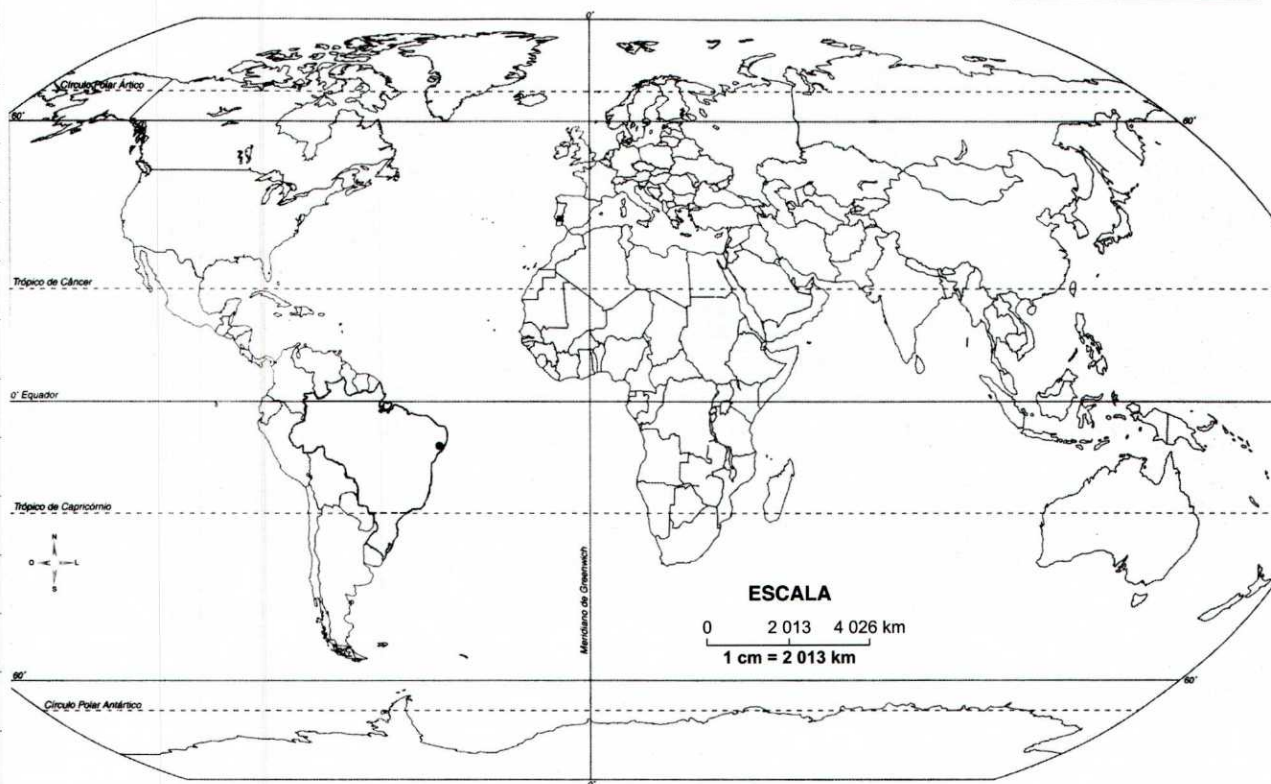 0°
Círculo Polar Ártico
60°
60°
Trópico de Câncer
0° Equador
Trópico de Capricórnio
N
O
L
S
Meridiano de Greenwich
ESCALA
0 2 013 4 026 km
1 cm = 2 013 km
60°
60°
Círculo Polar Antártico
0°